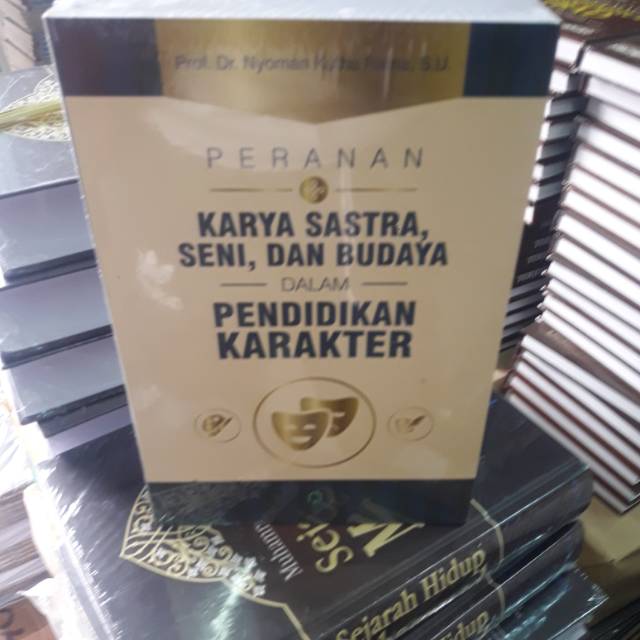 Prof. Dr. Nyoman Kutha Ratna, S.U.
PERANAN
KARYA SASTRA,
SENI, DAN BUDAYA
DALAM
PENDIDIKAN
KARAKTER
Sejarah Hidup